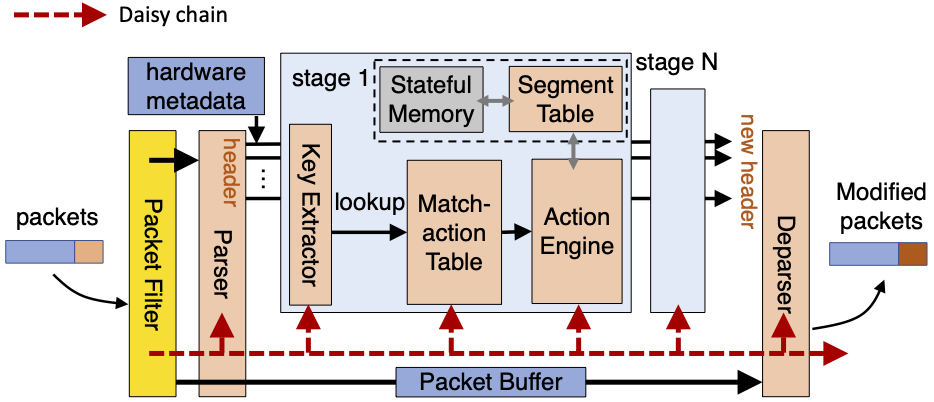 Daisy chain
hardware
metadata
stage 1
Stateful
Memory
Segment
Table
stage N
packets
Packet Filter
header
Parser
...
Key Extractor
lookup
Match-
action
Table
Action
Engine
new header
Deparser
Modified
packets
Packet Buffer